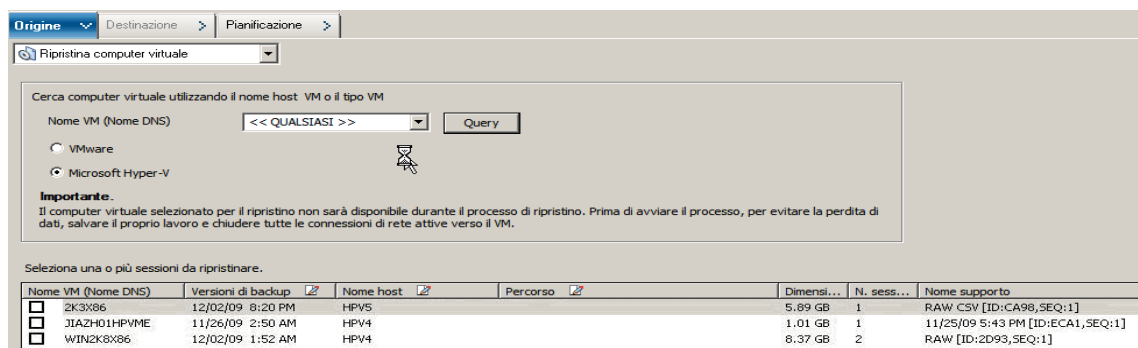 Origine Destinazione > Pianificazione >
Ripristina computer virtuale
Cerca computer virtuale utilizzando il nome host VM o il tipo VM
Nome VM (Nome DNS) << QUALSIASI >> Query
VMware
Microsoft Hyper-V
Importante.
Il computer virtuale selezionato per il ripristino non sarà disponibile durante il processo di ripristino. Prima di avviare il processo, per evitare la perdita di
dati, salvare il proprio lavoro e chiudere tutte le connessioni di rete attive verso il VM.
Seleziona una o più sessioni da ripristinare.
Nome VM (Nome DNS) Versioni di backup Nome host Percorso Dimensi... N. sess... Nome supporto
2K3X86 12/02/09 8:20 PM HPV5 5.89 GB 1 RAW CSV [ID:CA98,SEQ:1]
JIAZH01HPVME 11/26/09 2:50 AM HPV4 1.01 GB 1 11/25/09 5:43 PM [ID:ECA1,SEQ:1]
WIN2K8X86 12/02/09 1:52 AM HPV4 8.37 GB 2 RAW [ID:2D93,SEQ:1]